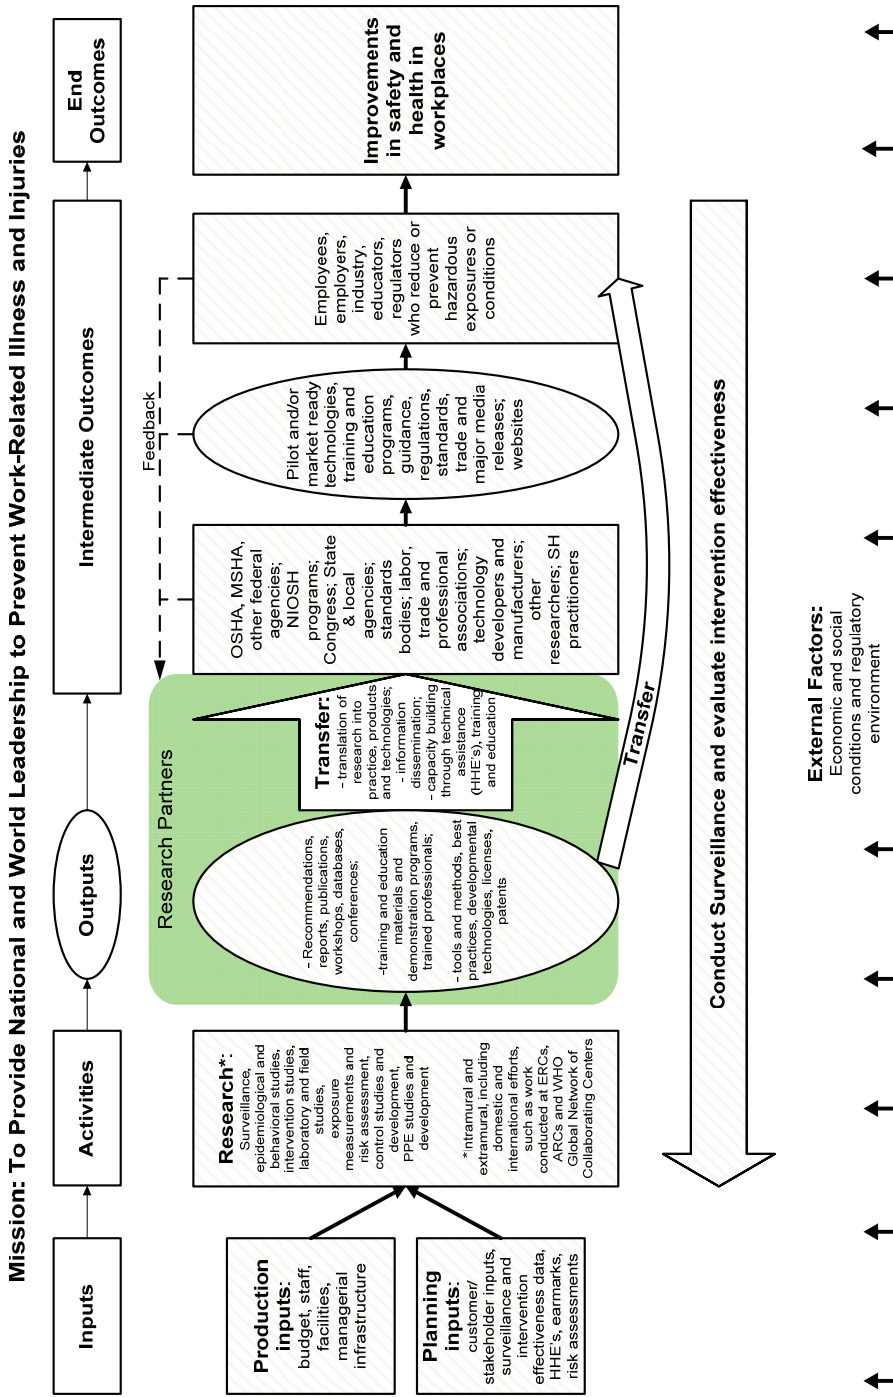 Mission: To Provide National and World Leadership to Prevent Work-Related Illness and Injuries
Inputs
Activities
Outputs
Intermediate Outcomes
End
Outcomes
Production
inputs:
budget, staff,
facilities,
managerial
infrastructure
Planning
inputs:
customer/
stakeholder inputs,
surveillance and
intervention
effectiveness data,
HHE's, earmarks,
risk assessments
Research*:
Surveillance,
epidemiological and
behavioral studies,
intervention studies,
laboratory and field
studies,
exposure
measurements and
risk assessment,
control studies and
development,
PPE studies and
development
*Intramural and
extramural, including
domestic and
international efforts,
such as work
conducted at ERCs,
ARCs and WHO
Global Network of
Collaborating Centers
Research Partners
- Recommendations,
reports, publications,
workshops, databases,
conferences;
-training and education
materials and
demonstration programs,
trained professionals;
- tools and methods, best
practices, developmental
technologies, licenses,
patents
Transfer:
- translation of
research into
practice, products
and technologies;
- information
dissemination;
- capacity building
through technical
assistance
(HHE's), training
and education
OSHA, MSHA,
other federal
agencies;
NIOSH
programs;
Congress; State
& local
agencies;
standards
bodies; labor,
trade and
professional
associations;
technology
developers and
manufacturers;
other
researchers; SH
practitioners
Feedback
Pilot and/or
market ready
technologies,
training and
education
programs,
guidance,
regulations,
standards,
trade and
major media
releases;
websites
Employees,
employers,
industry,
educators,
regulators
who reduce or
prevent
hazardous
exposures or
conditions
Improvements
in safety and
health in
workplaces
Transfer
Conduct Surveillance and evaluate intervention effectiveness
External Factors:
Economic and social
conditions and regulatory
environment